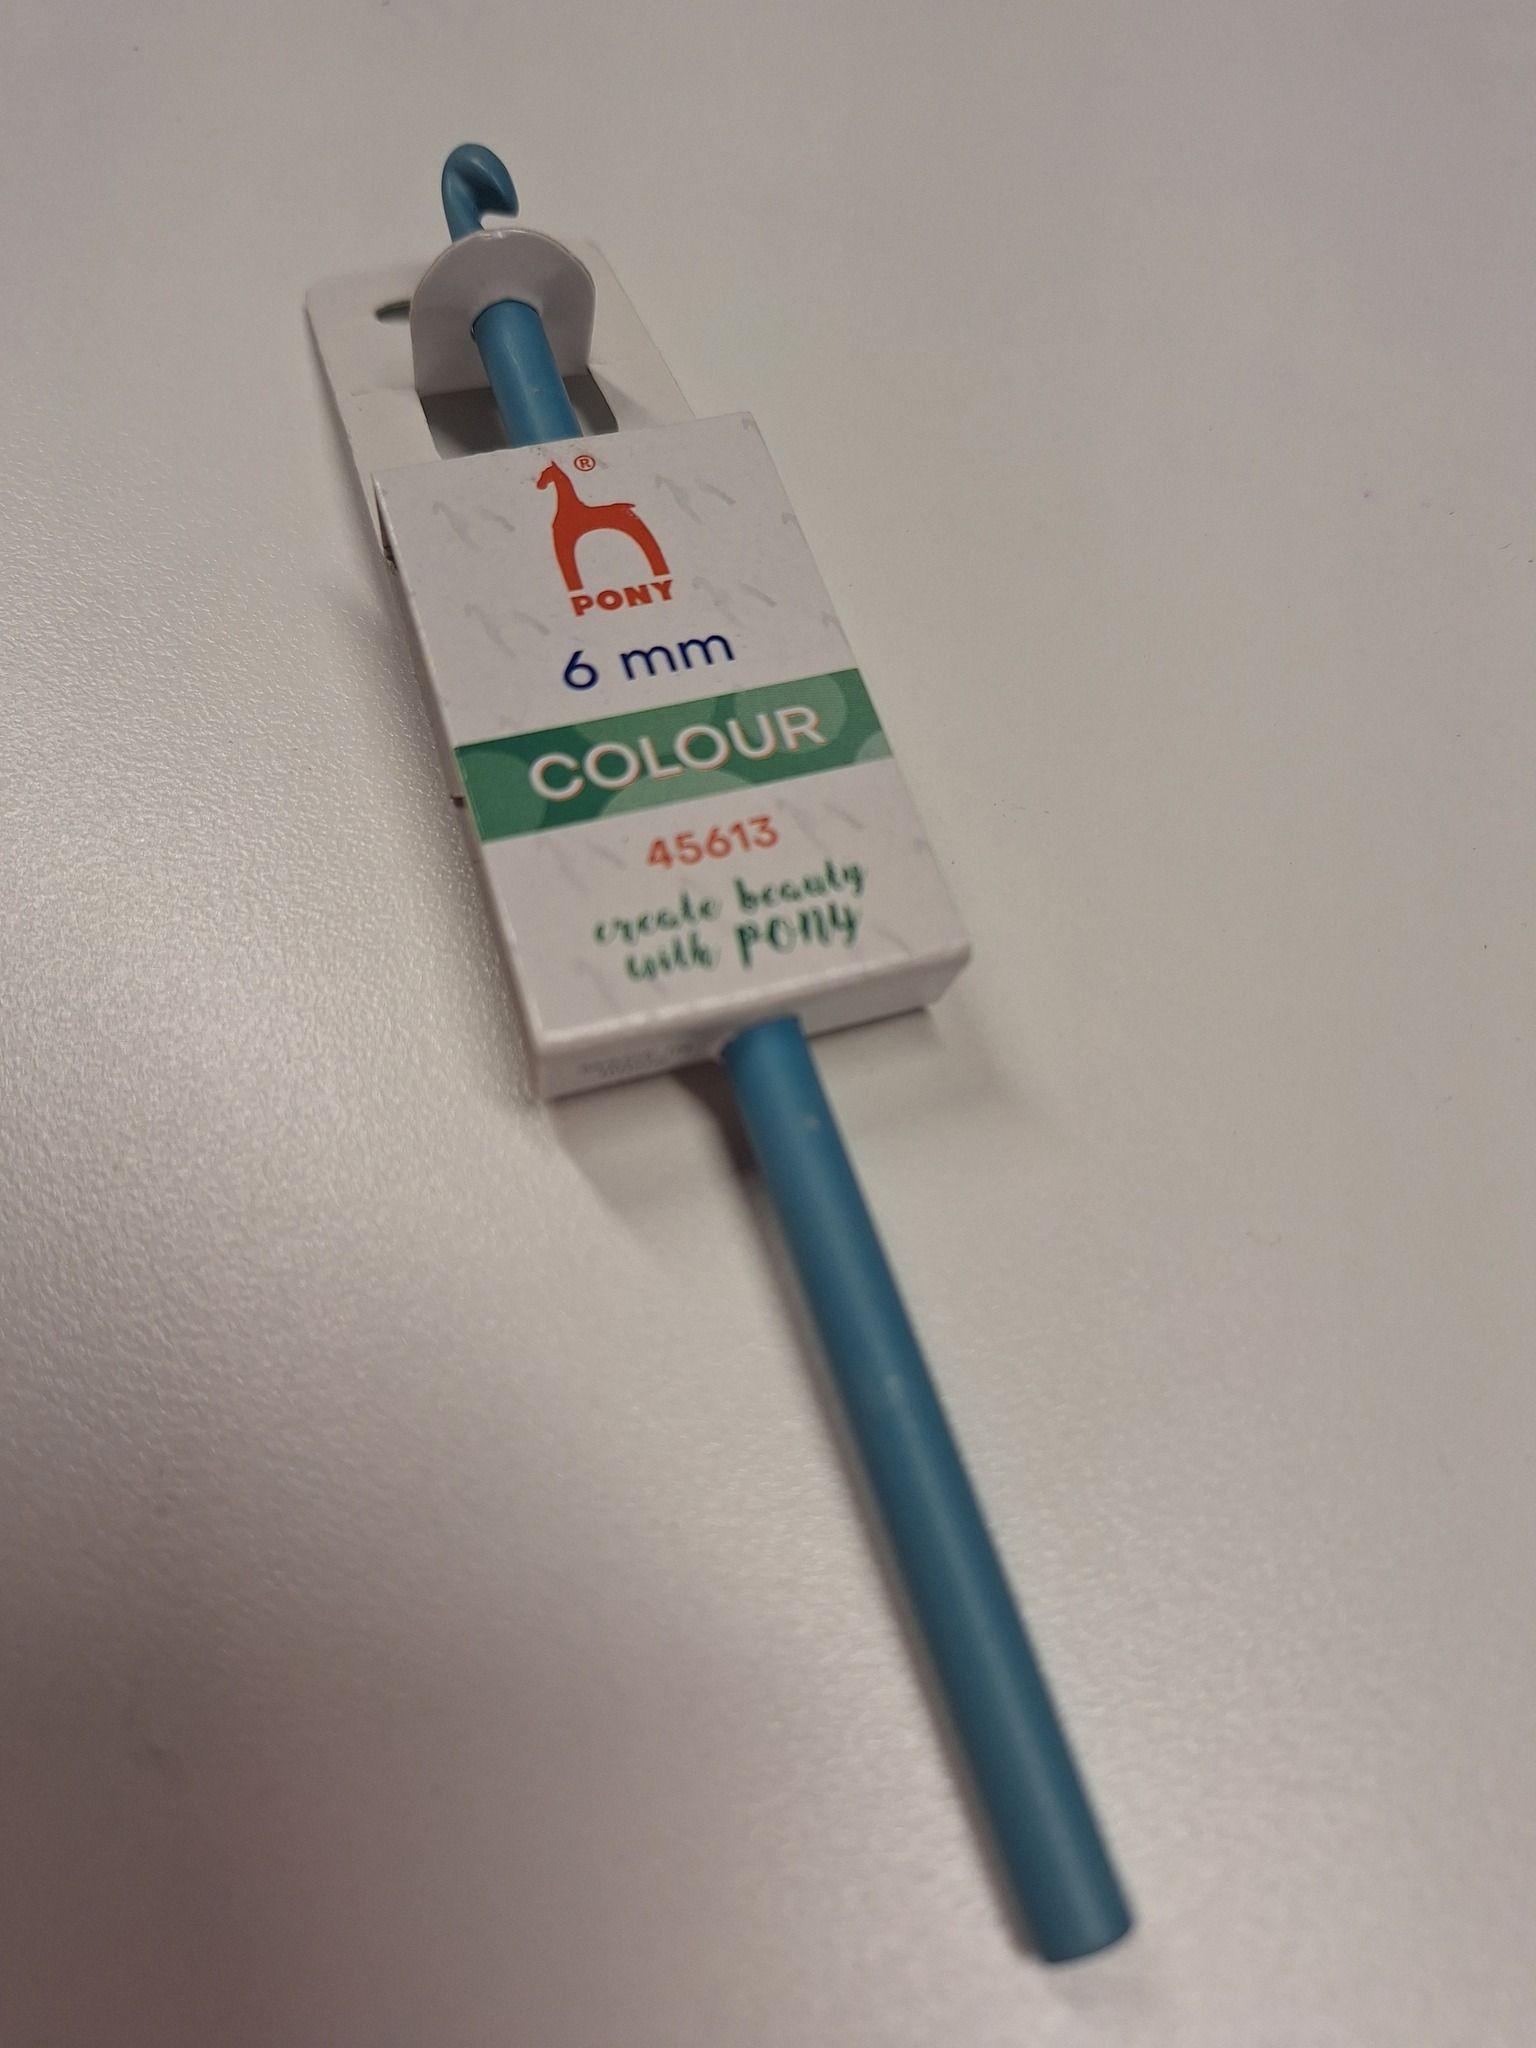 ®
PONY
6 mm
COLOUR
45613
create beauty
with PONY